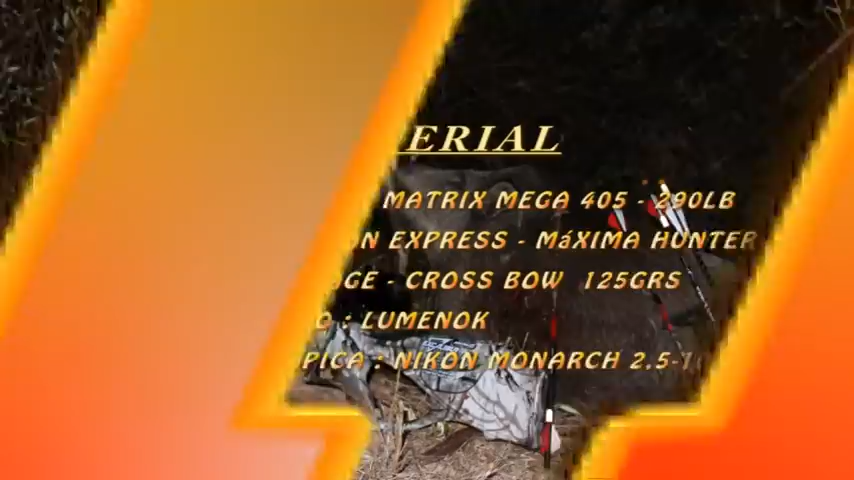 ERIAL
MATRIX MEGA 405 - 290LB
ON EXPRESS - MáXIMA HUNTER
GE - CROSS BOW 125GRS
O : LUMENOK
PICA : NIKON MONARCH 2,5-1